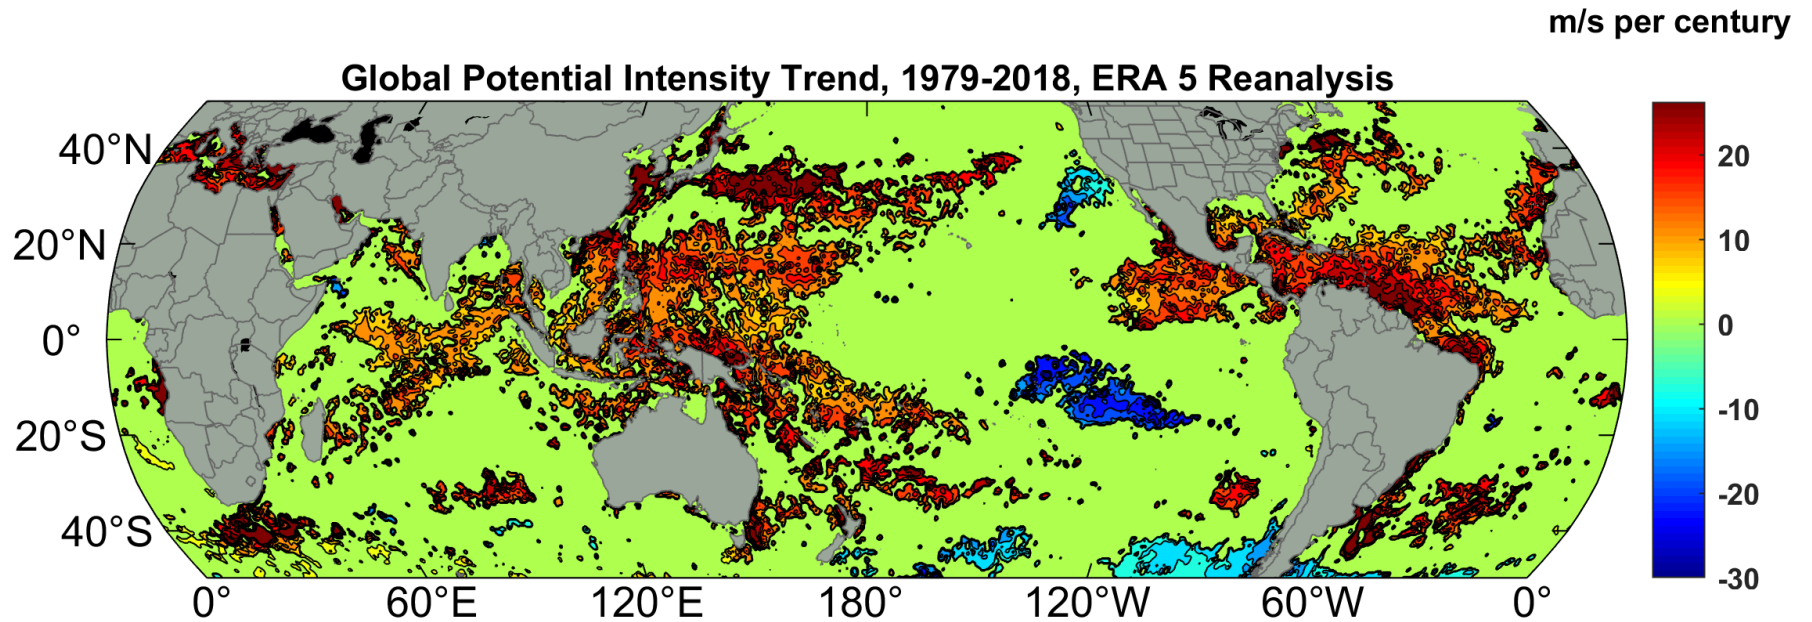 m/s per century
Global Potential Intensity Trend, 1979-2018, ERA 5 Reanalysis
40°N
20°N
0°
20°S
40°S
0°
60°E
120°E
180°
120°W
60°W
0°
20
10
0
-10
-20
-30